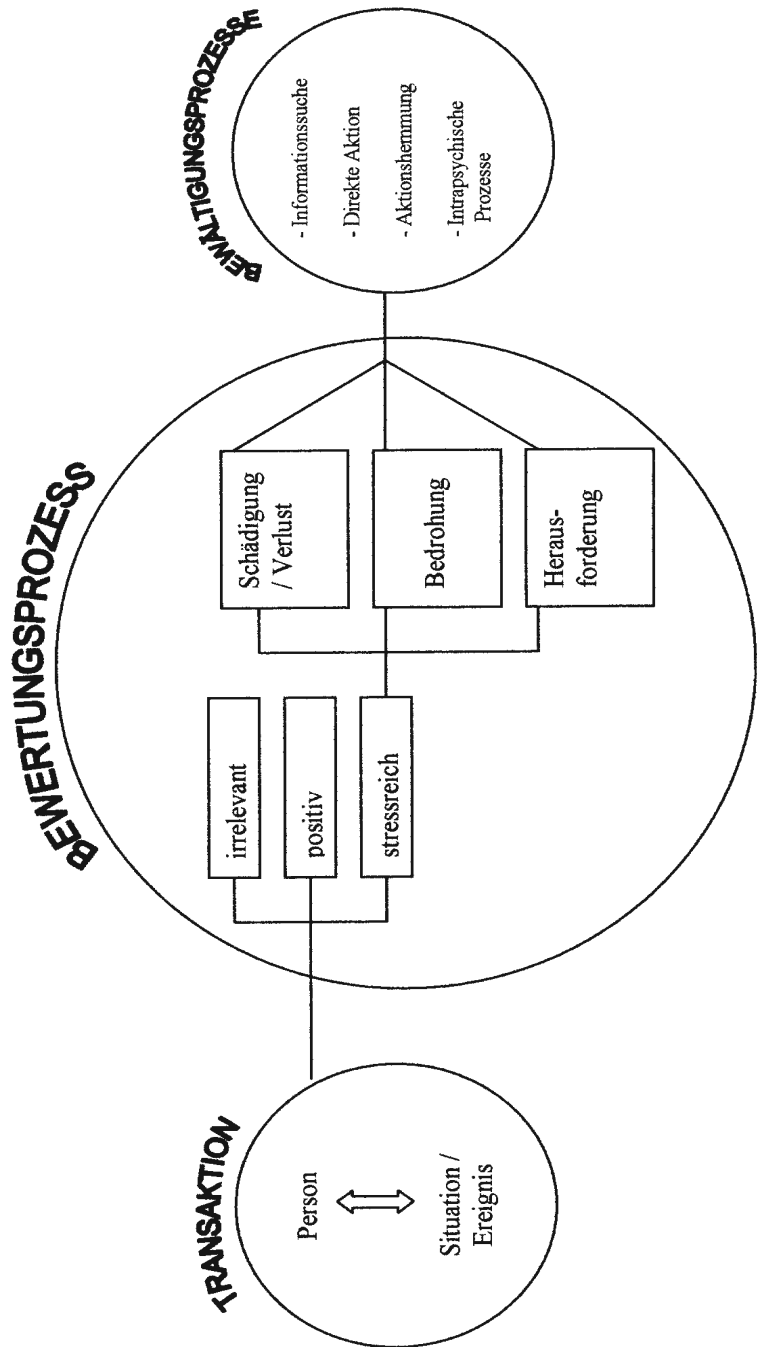 TRANSAKTION
Person
Situation /
Ereignis
BEWERTUNGSPROZESS
irrelevant
positiv
stressreich
Schädigung
/ Verlust
Bedrohung
Heraus-
forderung
BEWÄLTIGUNGSPROZESSE
- Informationssuche
- Direkte Aktion
- Aktionshemmung
- Intrapsychische
Prozesse